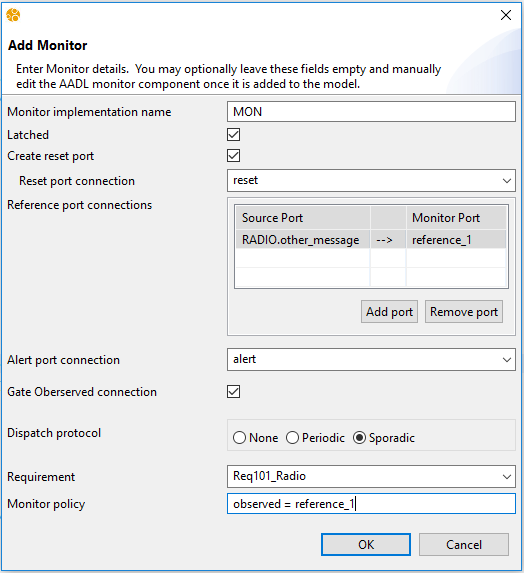 Add Monitor
Enter Monitor details. You may optionally leave these fields empty and manually
edit the AADL monitor component once it is added to the model.
Monitor implementation name MON
Latched
Create reset port
Reset port connection reset
Reference port connections
Source Port Monitor Port
RADIO.other_message --> reference_1
Add port Remove port
Alert port connection alert
Gate Oberserved connection
Dispatch protocol None Periodic Sporadic
Requirement Req101_Radio
Monitor policy observed = reference_1
OK Cancel